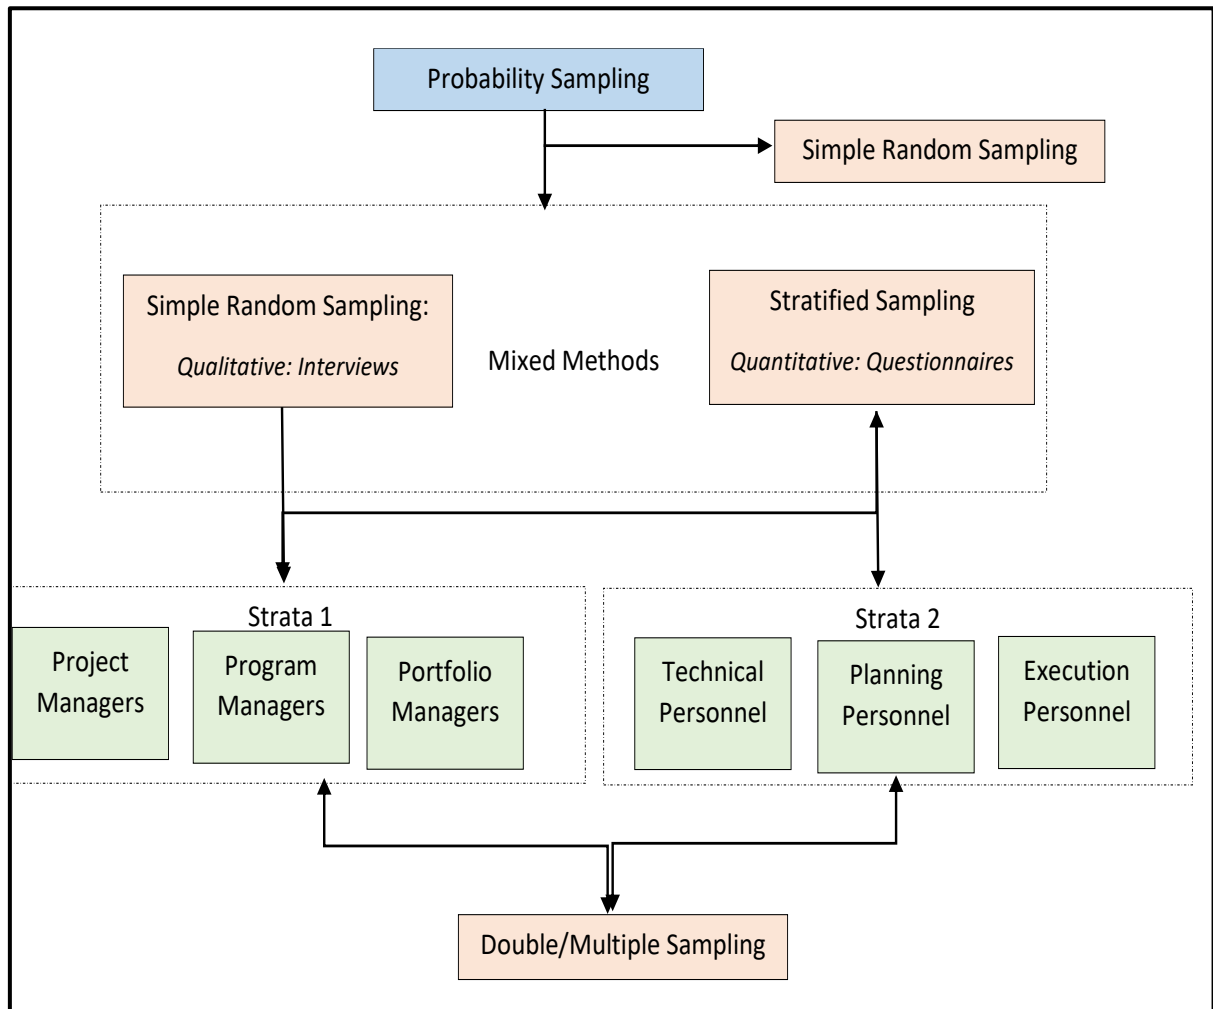 Probability Sampling
Simple Random Sampling
Simple Random Sampling:
Qualitative: Interviews
Mixed Methods
Stratified Sampling
Quantitative: Questionnaires
Strata 1
Project
Managers
Program
Managers
Portfolio
Managers
Strata 2
Technical
Personnel
Planning
Personnel
Execution
Personnel
Double/Multiple Sampling